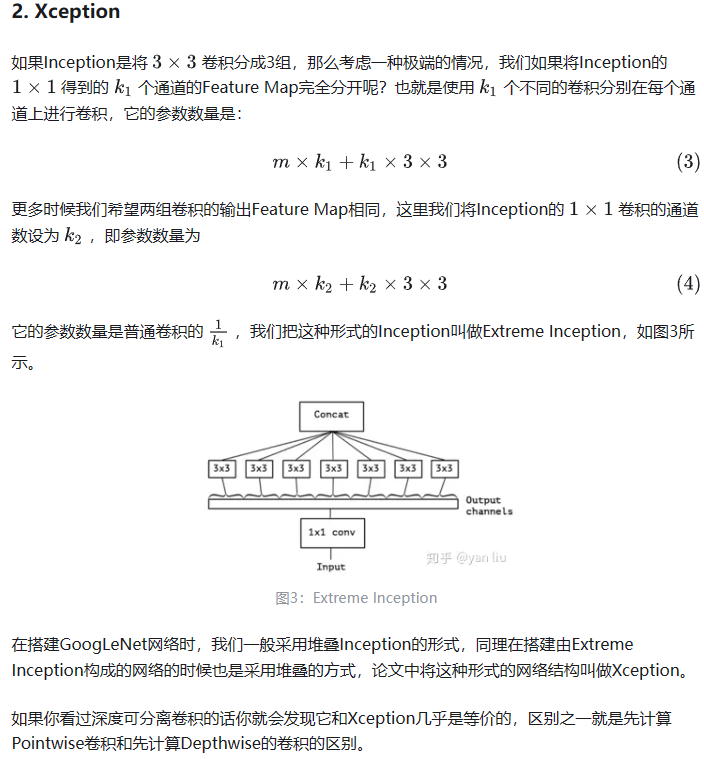 2. Xception
如果Inception是将 3 × 3 卷积分成3组，那么考虑一种极端的情况，我们如果将Inception的
1 × 1 得到的 k₁ 个通道的Feature Map完全分开呢？也就是使用 k₁ 个不同的卷积分别在每个通
道上进行卷积，它的参数数量是：
m × k₁ + k₁ × 3 × 3 (3)
更多时候我们希望两组卷积的输出Feature Map相同，这里我们将Inception的 1 × 1 卷积的通道
数设为 k₂ ，即参数数量为
m × k₂ + k₂ × 3 × 3 (4)
它的参数数量是普通卷积的 1/k₁ ，我们把这种形式的Inception叫做Extreme Inception，如图3所
示。
Concat
3x3 3x3 3x3 3x3 3x3 3x3 3x3
Output
channels
1x1 conv
Input
知乎 @yan liu
图3：Extreme Inception
在搭建GoogLeNet网络时，我们一般采用堆叠Inception的形式，同理在搭建由Extreme
Inception构成的网络的时候也是采用堆叠的方式，论文中将这种形式的网络结构叫做Xception。
如果你看过深度可分离卷积的话你就会发现它和Xception几乎是等价的，区别之一就是先计算
Pointwise卷积和先计算Depthwise的卷积的区别。